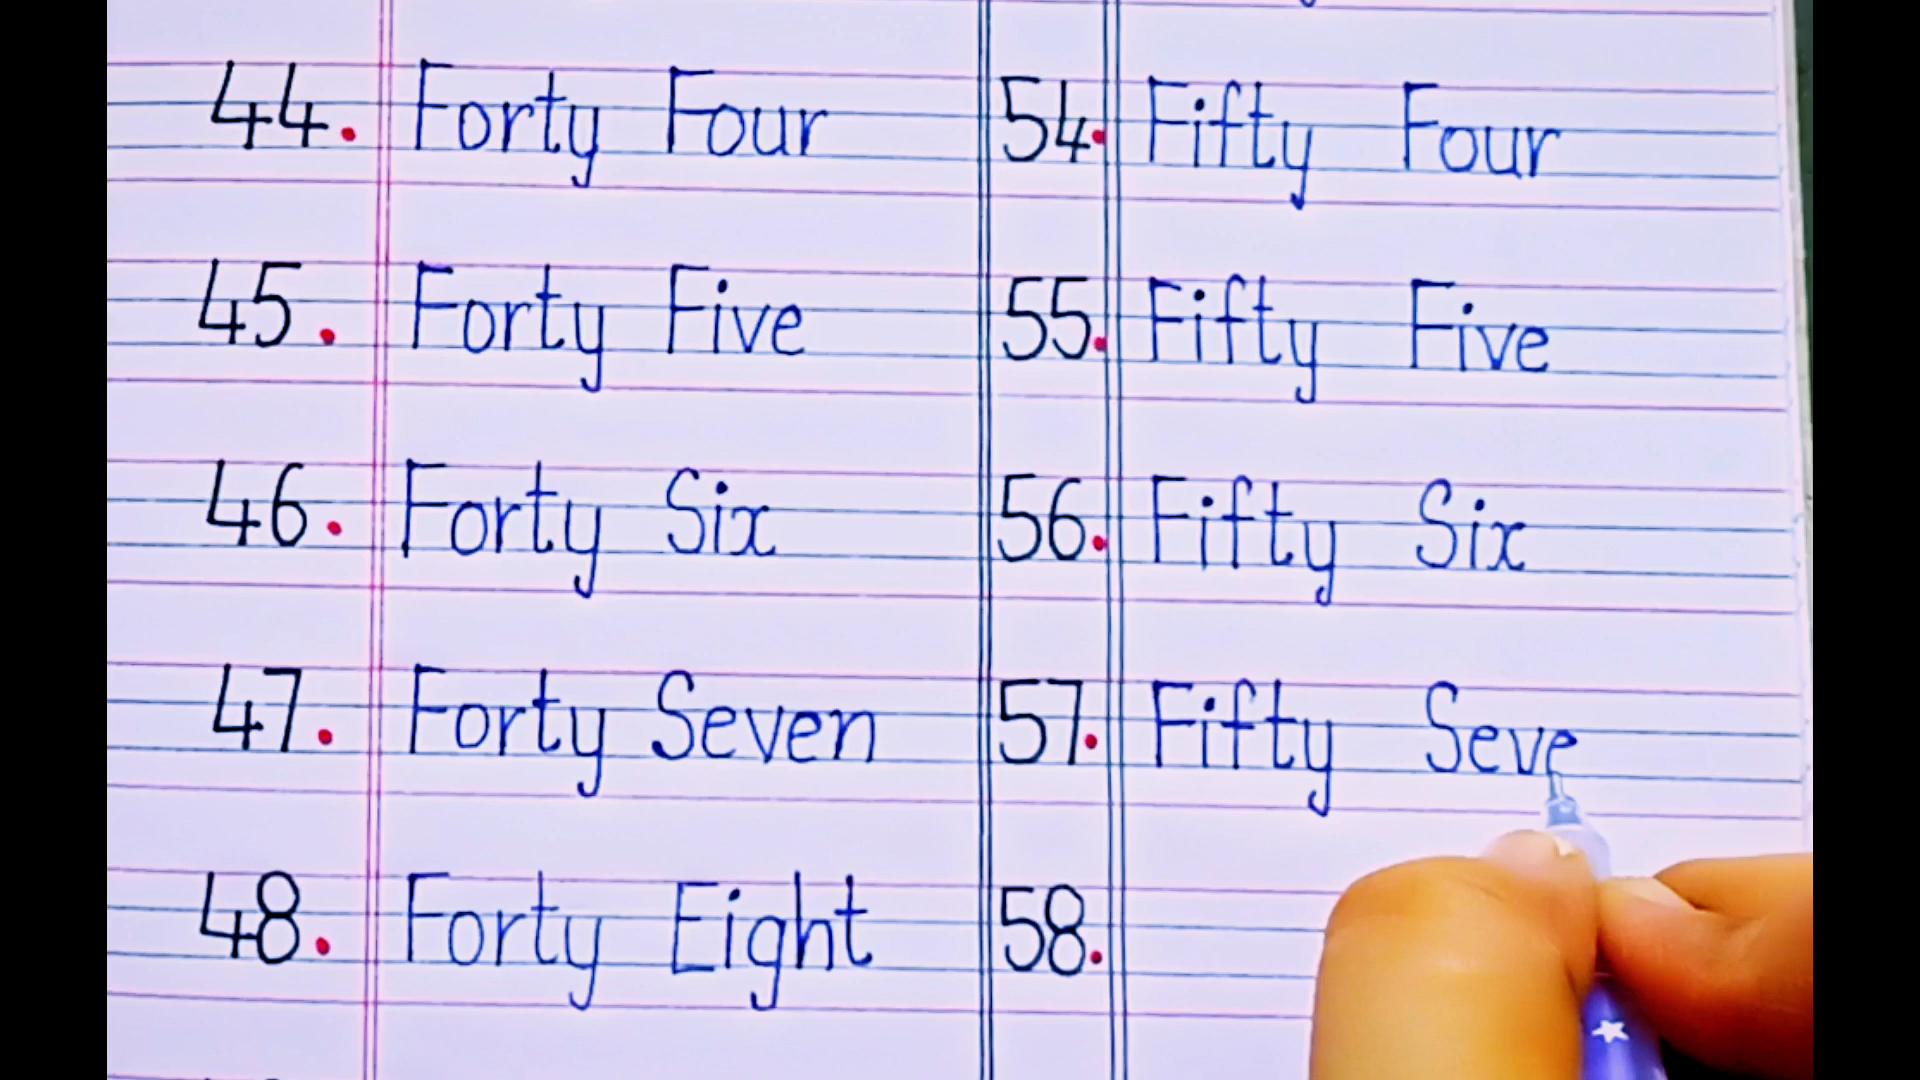 44. Forty Four
45. Forty Five
46. Forty Six
47. Forty Seven
48. Forty Eight
54. Fifty Four
55. Fifty Five
56. Fifty Six
57. Fifty Seve
58.